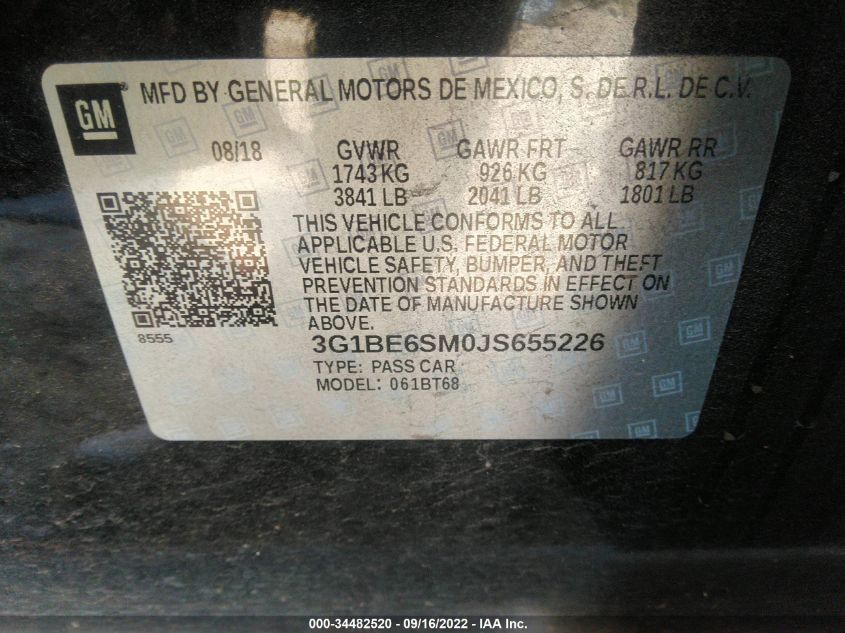 GM
MFD BY GENERAL MOTORS DE MEXICO, S. DE R.L. DE C.V.
08/18 GVWR GAWR FRT GAWR RR
1743 KG 926 KG 817 KG
3841 LB 2041 LB 1801 LB
THIS VEHICLE CONFORMS TO ALL
APPLICABLE U.S. FEDERAL MOTOR
VEHICLE SAFETY, BUMPER, AND THEFT
PREVENTION STANDARDS IN EFFECT ON
THE DATE OF MANUFACTURE SHOWN
ABOVE.
8555
3G1BE6SM0JS655226
TYPE: PASS CAR
MODEL: 061BT68
000-34482520 - 09/16/2022 - IAA Inc.